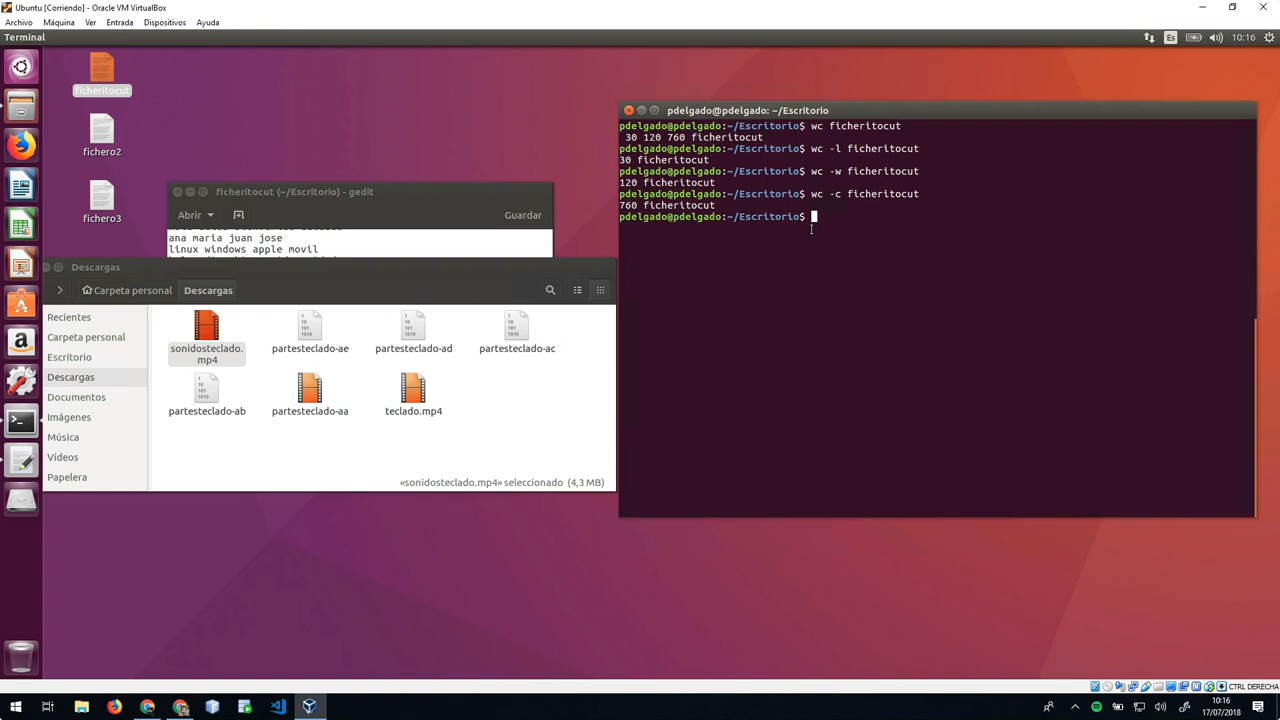 Ubuntu [Corriendo] - Oracle VM VirtualBox
Archivo Máquina Ver Entrada Dispositivos Ayuda
Terminal
Es
10:16
ficheritocut
fichero2
fichero3
pdelgado@pdelgado: ~/Escritorio
pdelgado@pdelgado:~/Escritorio$ wc ficheritocut
30 120 760 ficheritocut
pdelgado@pdelgado:~/Escritorio$ wc -l ficheritocut
30 ficheritocut
pdelgado@pdelgado:~/Escritorio$ wc -w ficheritocut
120 ficheritocut
pdelgado@pdelgado:~/Escritorio$ wc -c ficheritocut
760 ficheritocut
pdelgado@pdelgado:~/Escritorio$
ficheritocut (~/Escritorio) - gedit
Abrir
Guardar
ana maria juan jose
linux windows apple movil
Descargas
Carpeta personal
Descargas
Recientes
Carpeta personal
Escritorio
Descargas
Documentos
Imágenes
Música
Vídeos
Papelera
sonidosteclado.
mp4
partesteclado-ae
partesteclado-ad
partesteclado-ac
partesteclado-ab
partesteclado-aa
teclado.mp4
«sonidosteclado.mp4» seleccionado (4,3 MB)
CTRL DERECHA
10:16
17/07/2018